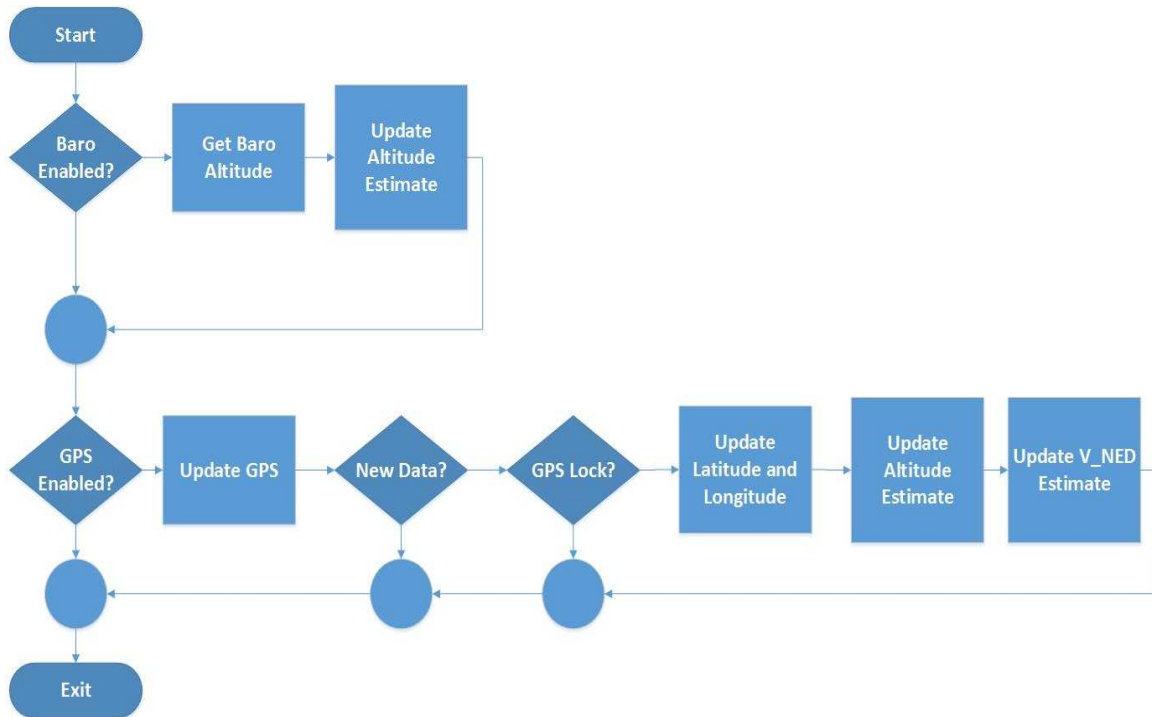 Start
Baro
Enabled?
Get Baro
Altitude
Update
Altitude
Estimate
GPS
Enabled?
Update GPS
New Data?
GPS Lock?
Update
Latitude and
Longitude
Update
Altitude
Estimate
Update V_NED
Estimate
Exit